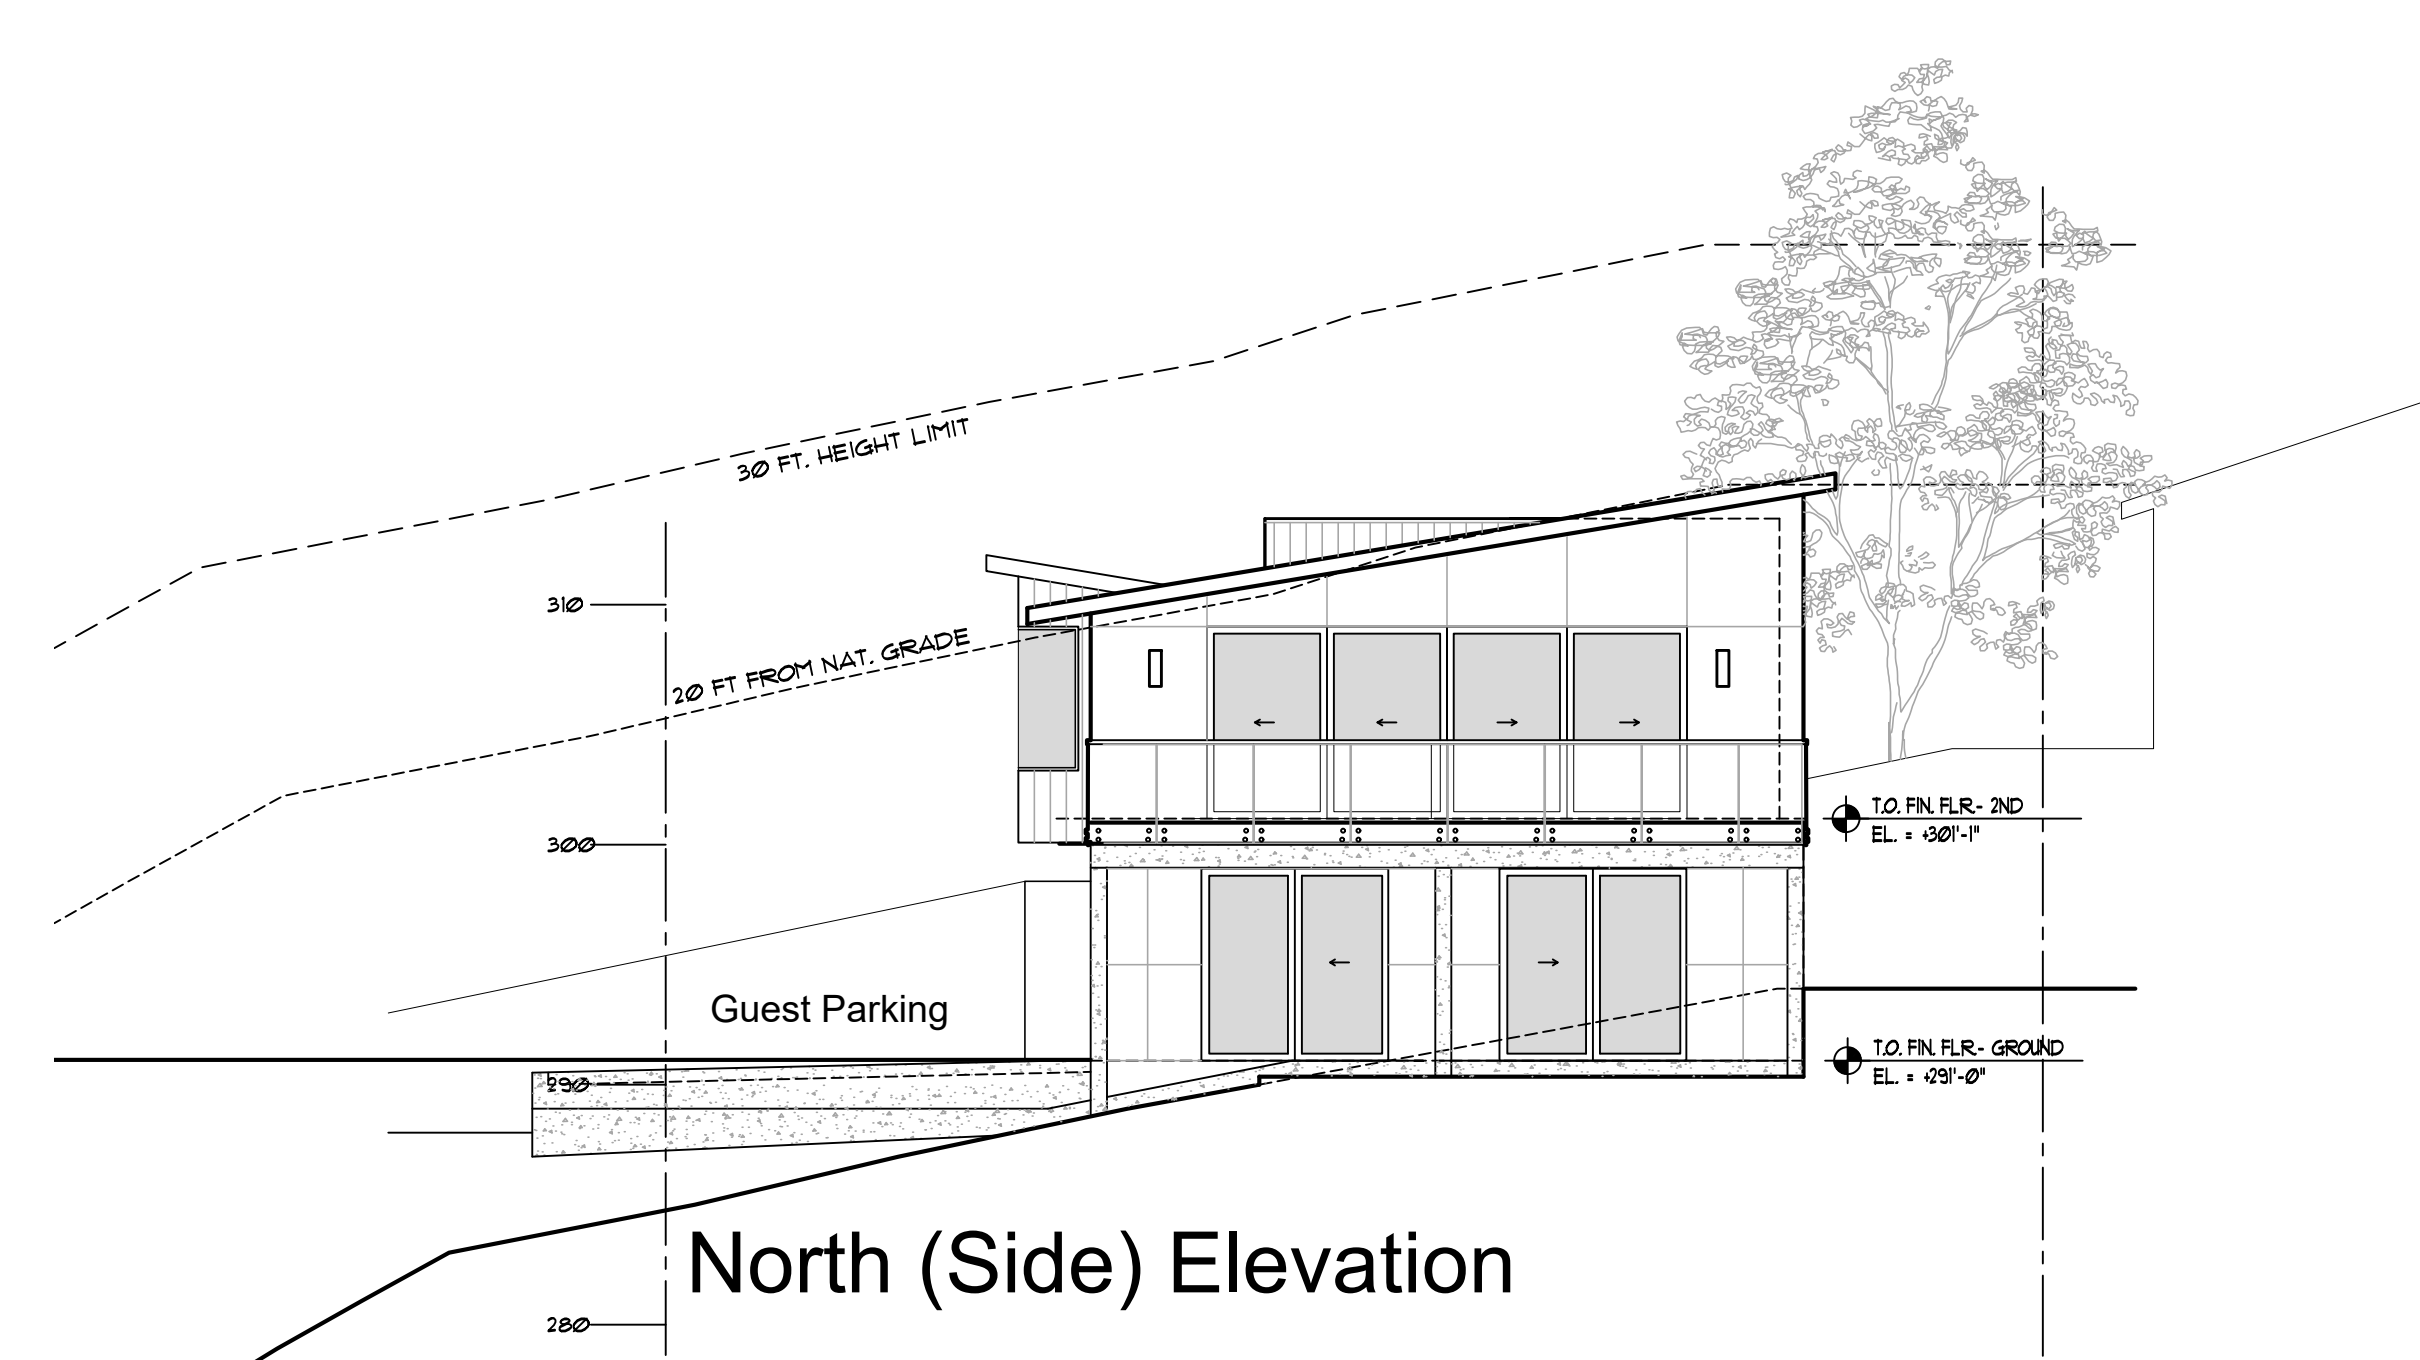 30 FT. HEIGHT LIMIT
310
20 FT FROM NAT. GRADE
T.O. FIN. FLR.- 2ND
EL. = +301'-1"
300
Guest Parking
T.O. FIN. FLR.- GROUND
EL. = +291'-0"
290
North (Side) Elevation
280